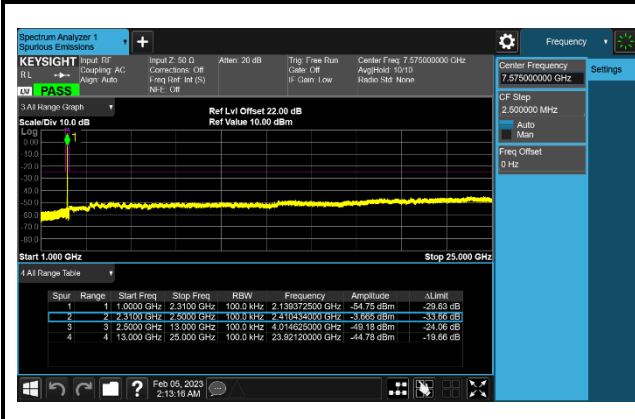 Spectrum Analyzer 1
Spurious Emissions
+
Frequency
KEYSIGHT Input: RF Input Z: 50 Ω Atten: 20 dB Trig: Free Run Center Freq: 7.575000000 GHz
RL Coupling: AC Corrections: Off Gate: Off Avg|Hold: 10/10
Align: Auto Freq Ref: Int (S) IF Gain: Low Radio Std: None
NFE: Off
LV PASS
3 All Range Graph
Ref Lvl Offset 22.00 dB
Scale/Div 10.0 dB Ref Value 10.00 dBm
Log
1
0.00
-10.0
-20.0
-30.0
-40.0
-50.0
-60.0
-70.0
-80.0
Start 1.000 GHz Stop 25.000 GHz
4 All Range Table
Spur Range Start Freq Stop Freq RBW Frequency Amplitude ΔLimit
1 1 1.0000 GHz 2.3100 GHz 100.0 kHz 2.139372500 GHz -54.75 dBm -29.63 dB
2 2 2.3100 GHz 2.5000 GHz 100.0 kHz 2.410434000 GHz -3.665 dBm -33.66 dB
3 3 2.5000 GHz 13.000 GHz 100.0 kHz 4.014625000 GHz -49.18 dBm -24.06 dB
4 4 13.000 GHz 25.000 GHz 100.0 kHz 23.92120000 GHz -44.78 dBm -19.66 dB
Center Frequency
7.575000000 GHz
Settings
CF Step
2.500000 MHz
Auto
Man
Freq Offset
0 Hz
?
Feb 05, 2023
2:13:16 AM